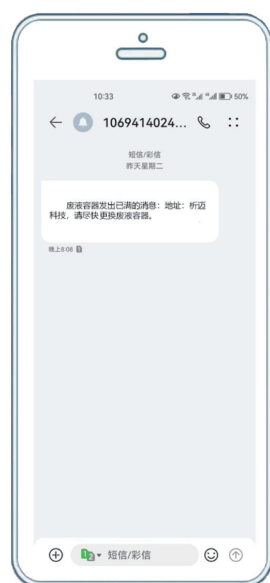 10:33
50%
1069414024...
短信/彩信
昨天星期二
废液容器发出已满的消息：地址：析迈
科技，请尽快更换废液容器。
晚上8:08
短信/彩信